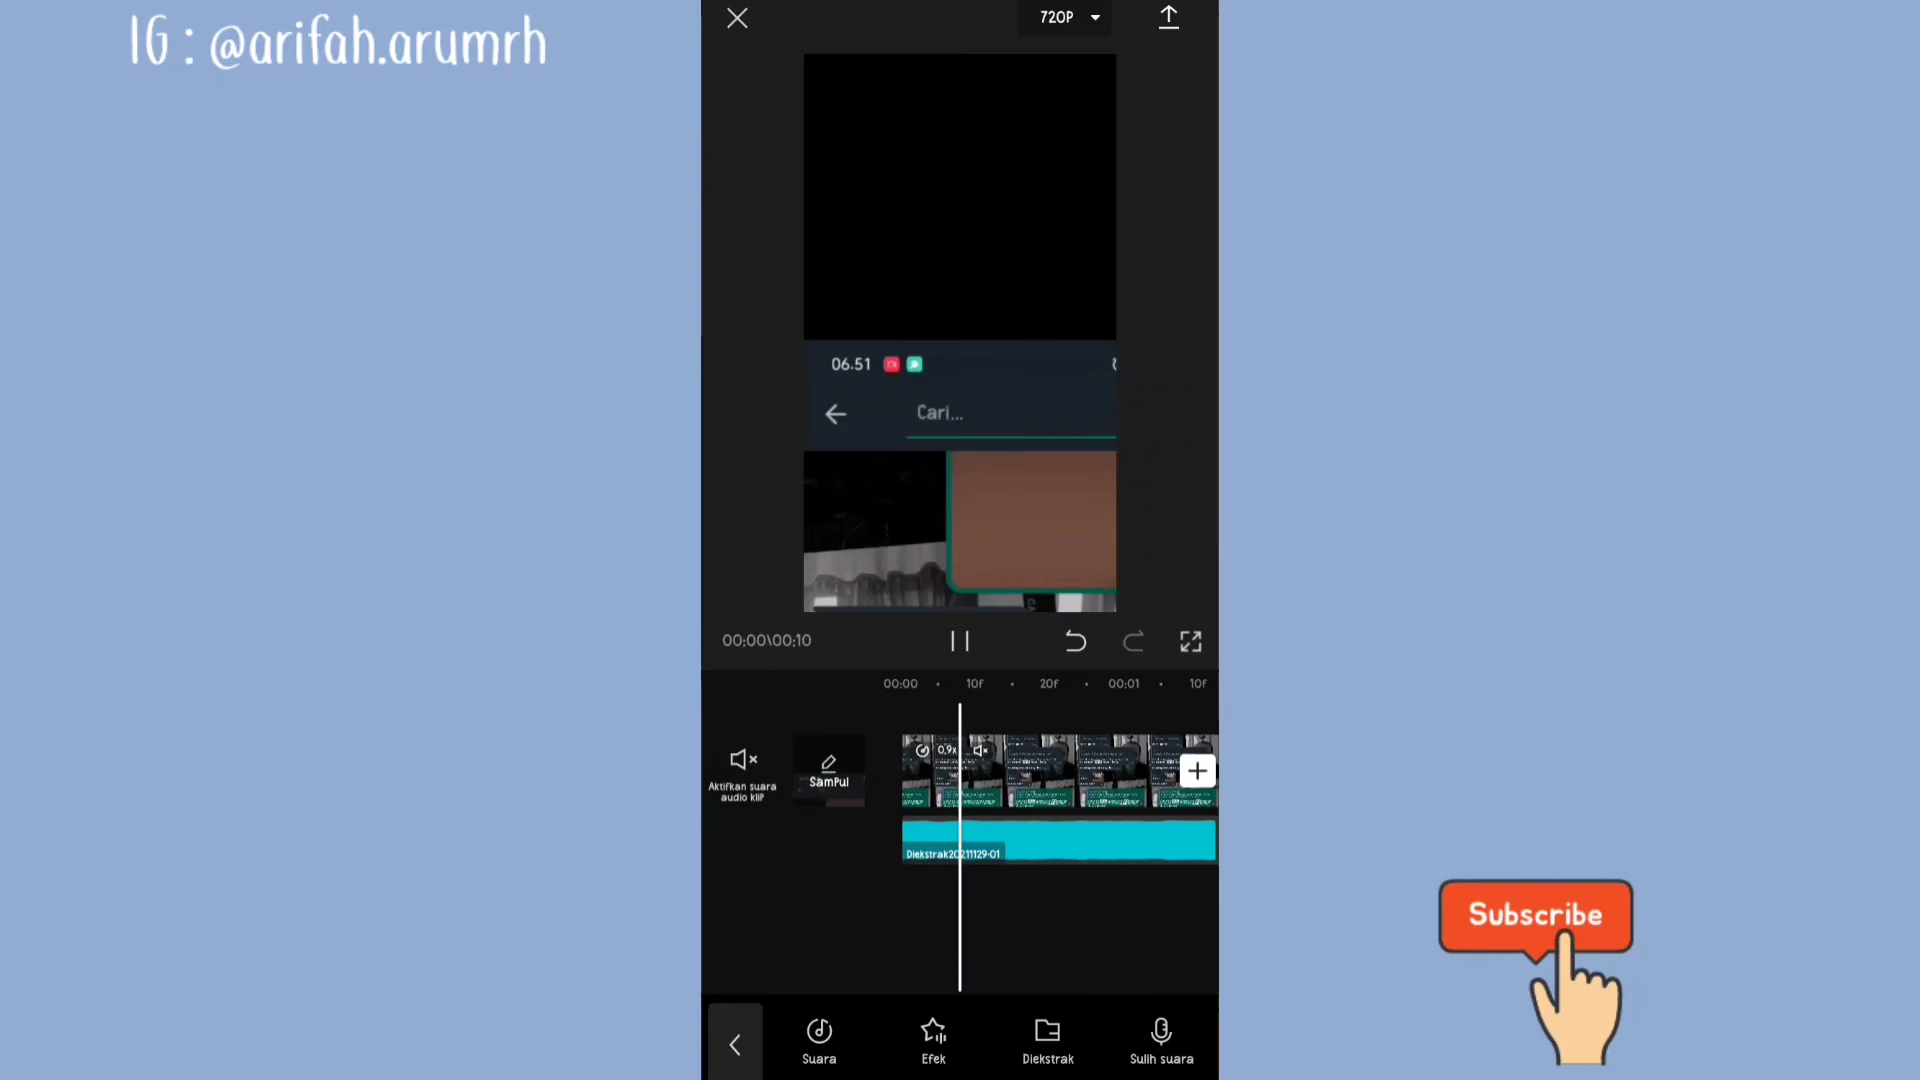 IG : @arifah.arumrh
720P
06.51
Cari...
00:00\00:10
00:00 10f 20f 00:01 10f
0,9x
Aktifkan suara
audio klip
Sampul
Diekstrak20211129-01
Subscribe
Suara
Efek
Diekstrak
Sulih suara